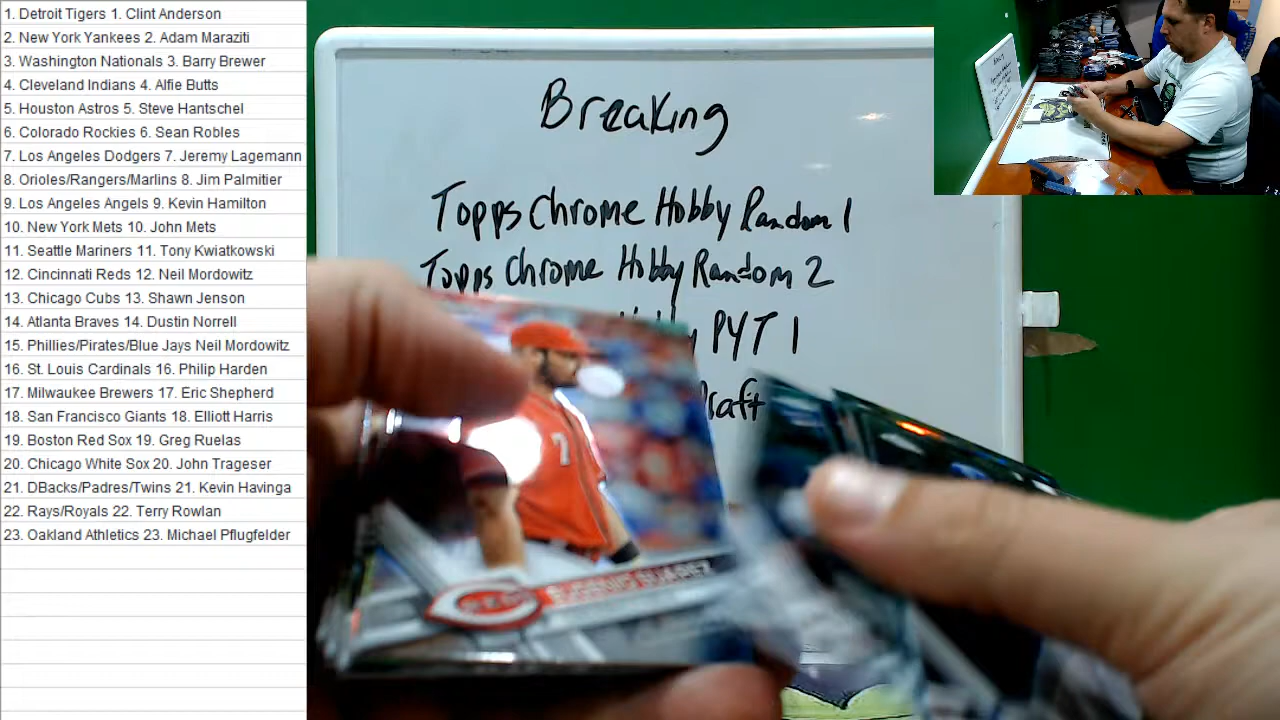 1. Detroit Tigers 1. Clint Anderson
2. New York Yankees 2. Adam Maraziti
3. Washington Nationals 3. Barry Brewer
4. Cleveland Indians 4. Alfie Butts
5. Houston Astros 5. Steve Hantschel
6. Colorado Rockies 6. Sean Robles
7. Los Angeles Dodgers 7. Jeremy Lagemann
8. Orioles/Rangers/Marlins 8. Jim Palmitier
9. Los Angeles Angels 9. Kevin Hamilton
10. New York Mets 10. John Mets
11. Seattle Mariners 11. Tony Kwiatkowski
12. Cincinnati Reds 12. Neil Mordowitz
13. Chicago Cubs 13. Shawn Jenson
14. Atlanta Braves 14. Dustin Norrell
15. Phillies/Pirates/Blue Jays Neil Mordowitz
16. St. Louis Cardinals 16. Philip Harden
17. Milwaukee Brewers 17. Eric Shepherd
18. San Francisco Giants 18. Elliott Harris
19. Boston Red Sox 19. Greg Ruelas
20. Chicago White Sox 20. John Trageser
21. DBacks/Padres/Twins 21. Kevin Havinga
22. Rays/Royals 22. Terry Rowlan
23. Oakland Athletics 23. Michael Pflugfelder
Breaking
Topps Chrome Hobby Random 1
Topps Chrome Hobby Random 2
PYT 1
7
REDS EUGENIO SUAREZ